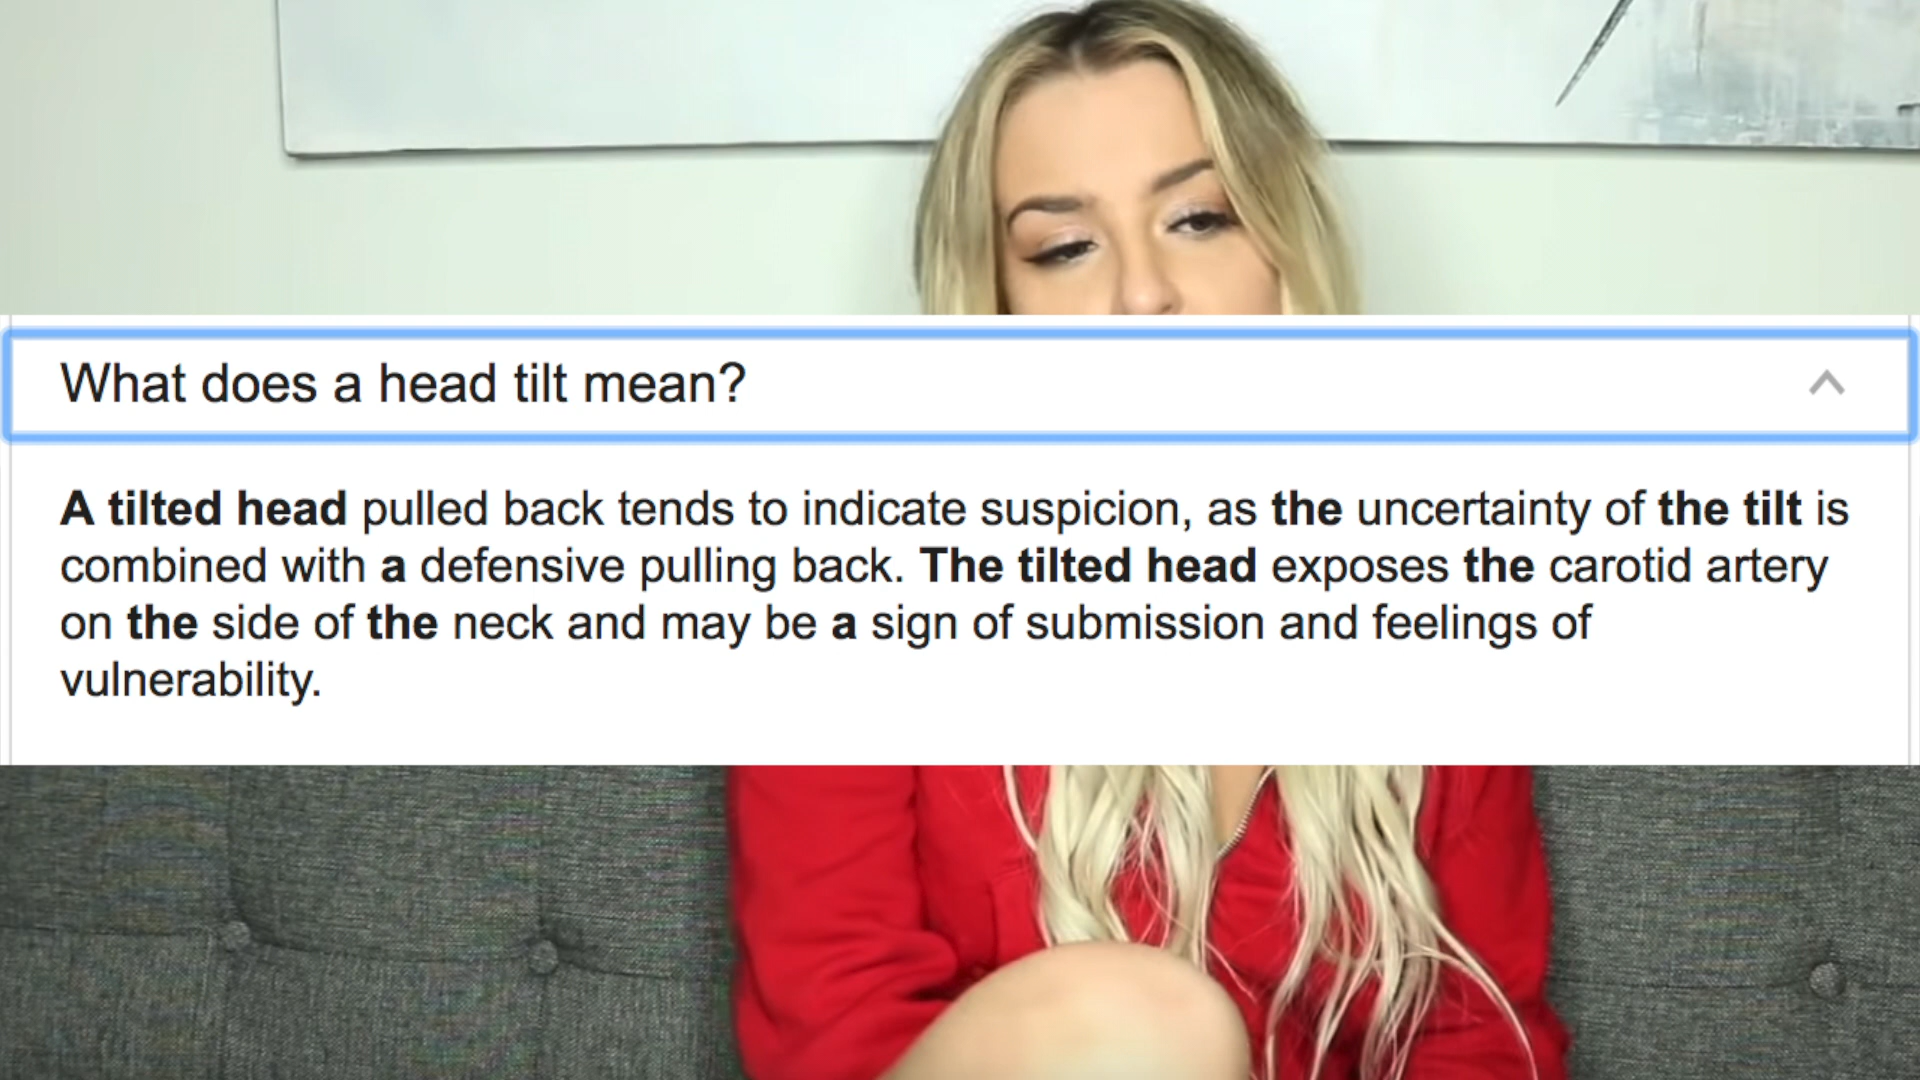 What does a head tilt mean?
A tilted head pulled back tends to indicate suspicion, as the uncertainty of the tilt is
combined with a defensive pulling back. The tilted head exposes the carotid artery
on the side of the neck and may be a sign of submission and feelings of
vulnerability.